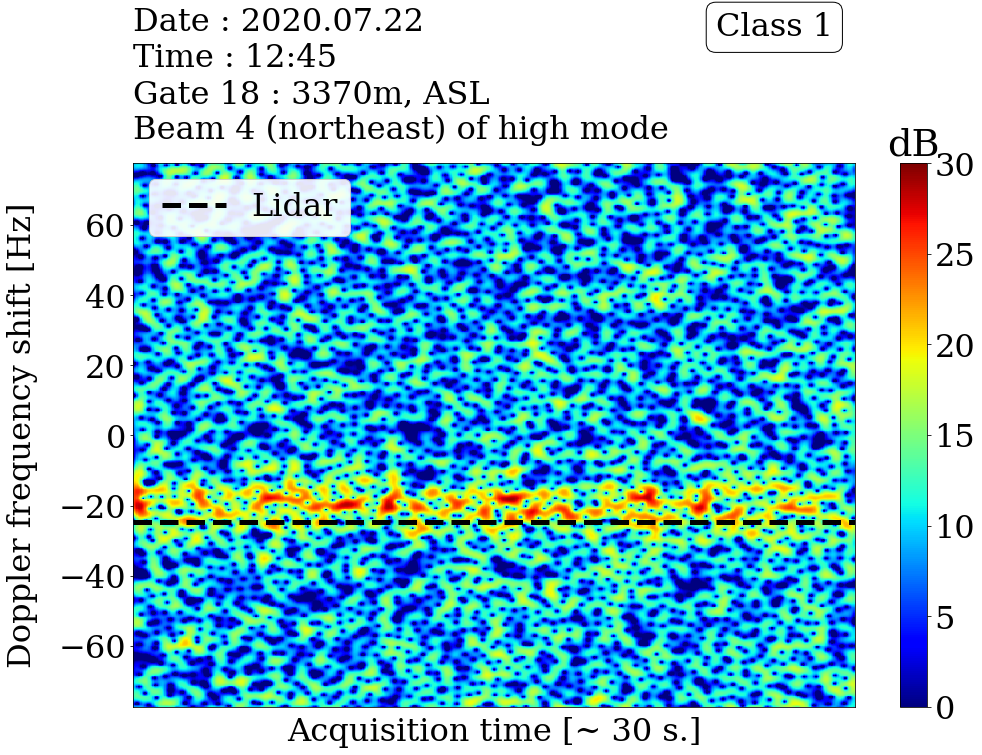 Date : 2020.07.22
Time : 12:45
Gate 18 : 3370m, ASL
Beam 4 (northeast) of high mode
Class 1
dB
Lidar
Doppler frequency shift [Hz]
60
40
20
0
−20
−40
−60
Acquisition time [~ 30 s.]
30
25
20
15
10
5
0